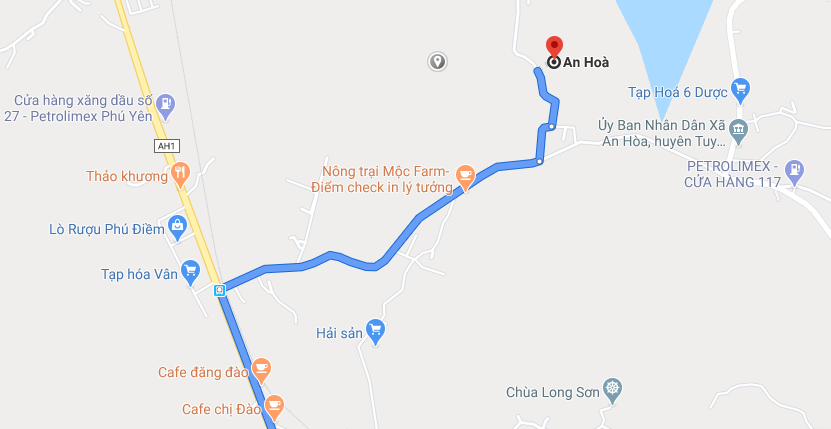 An Hoà
Tạp Hoá 6 Dược
Cửa hàng xăng dầu số
27 - Petrolimex Phú Yên
Ủy Ban Nhân Dân Xã
An Hòa, huyện Tuy...
AH1
Nông trại Mộc Farm-
Điểm check in lý tưởng
PETROLIMEX -
CỬA HÀNG 117
Thảo khương
Lò Rượu Phú Điềm
Tạp hóa Vân
Hải sản
Cafe đăng đào
Chùa Long Sơn
Cafe chị Đào